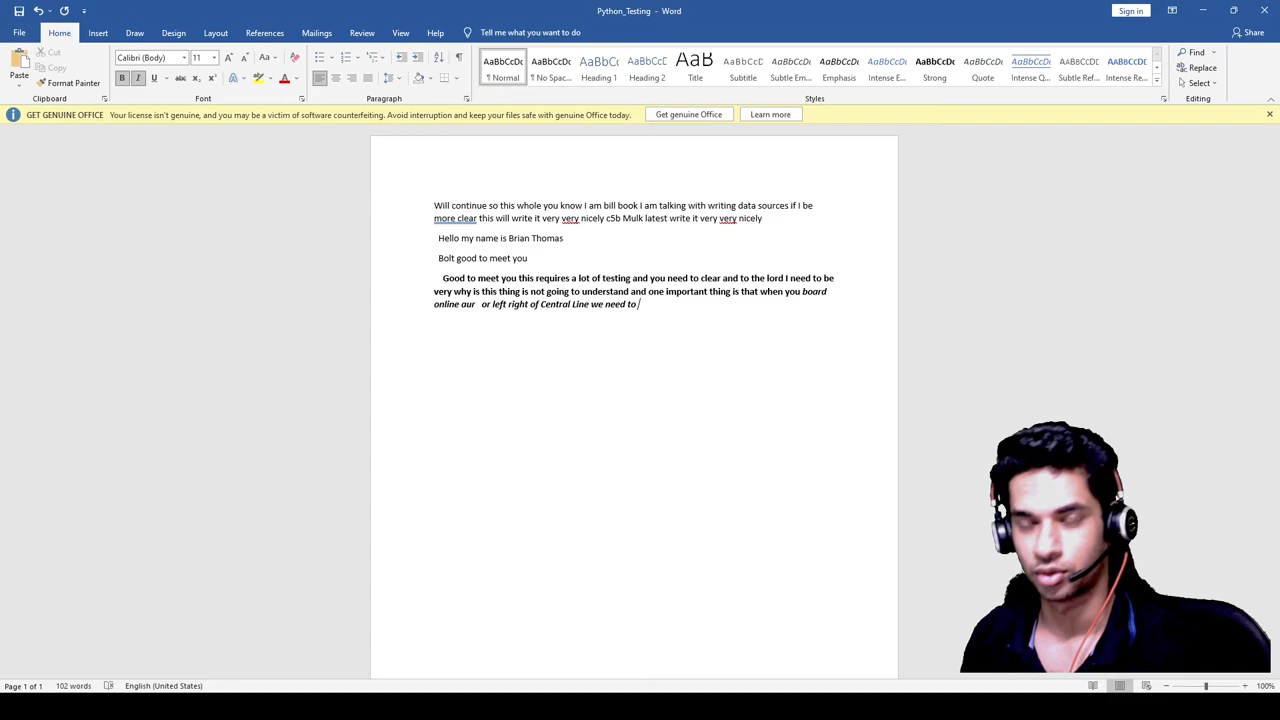 Python_Testing - Word
Sign in
File Home Insert Draw Design Layout References Mailings Review View Help Tell me what you want to do Share
Paste Cut Copy Format Painter
Calibri (Body) 11
AaBbCcDc AaBbCcDc AaBbC AaBbCcC AaB AaBbCcD AaBbCcDt AaBbCcDt AaBbCcDc AaBbCcDc AaBbCcDt AaBbCcDc
¶ Normal ¶ No Spac... Heading 1 Heading 2 Title Subtitle Subtle Em... Emphasis Intense E... Strong Quote Intense Q... Subtle Ref... Intense Re...
Find Replace Select
Clipboard Font Paragraph Styles Editing
GET GENUINE OFFICE Your license isn't genuine, and you may be a victim of software counterfeiting. Avoid interruption and keep your files safe with genuine Office today. Get genuine Office Learn more
Will continue so this whole you know I am bill book I am talking with writing data sources if I be
more clear this will write it very very nicely c5b Mulk latest write it very very nicely
Hello my name is Brian Thomas
Bolt good to meet you
Good to meet you this requires a lot of testing and you need to clear and to the lord I need to be
very why is this thing is not going to understand and one important thing is that when you board
online aur or left right of Central Line we need to
Page 1 of 1 102 words English (United States) 100%